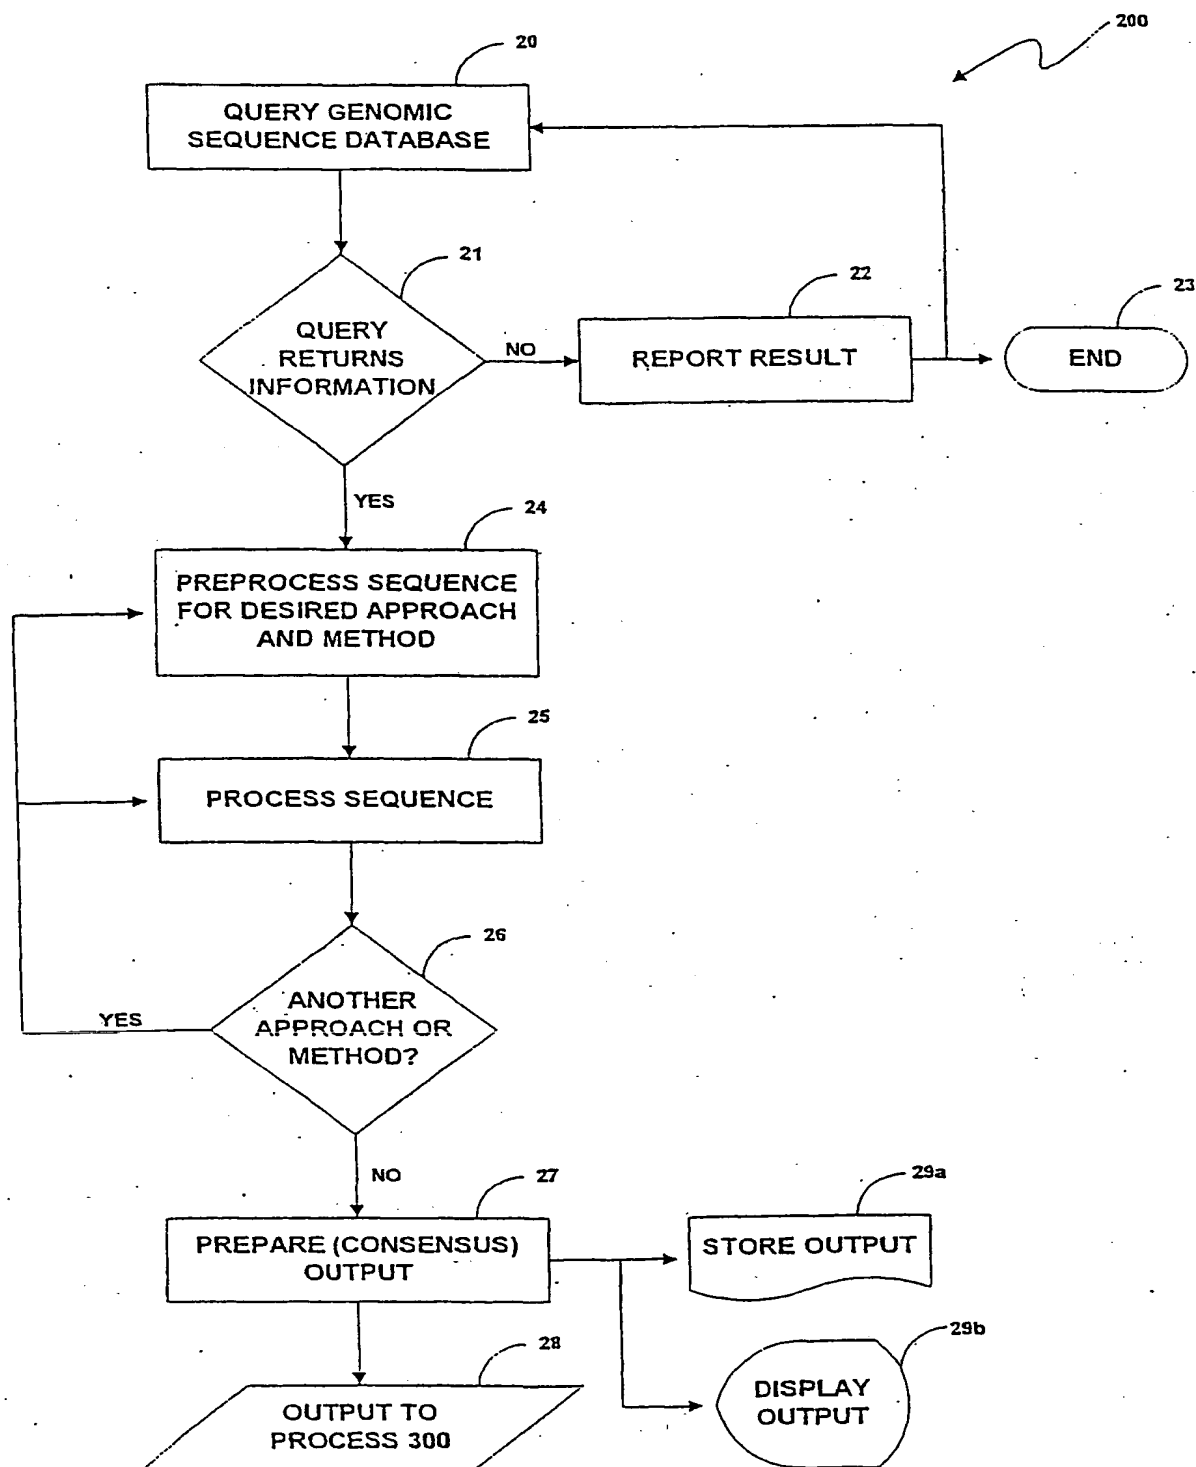 200
20
QUERY GENOMIC
SEQUENCE DATABASE
21
QUERY
RETURNS
INFORMATION
NO
22
REPORT RESULT
23
END
YES
24
PREPROCESS SEQUENCE
FOR DESIRED APPROACH
AND METHOD
25
PROCESS SEQUENCE
26
ANOTHER
APPROACH OR
METHOD?
YES
NO
27
PREPARE (CONSENSUS)
OUTPUT
29a
STORE OUTPUT
28
OUTPUT TO
PROCESS 300
29b
DISPLAY
OUTPUT